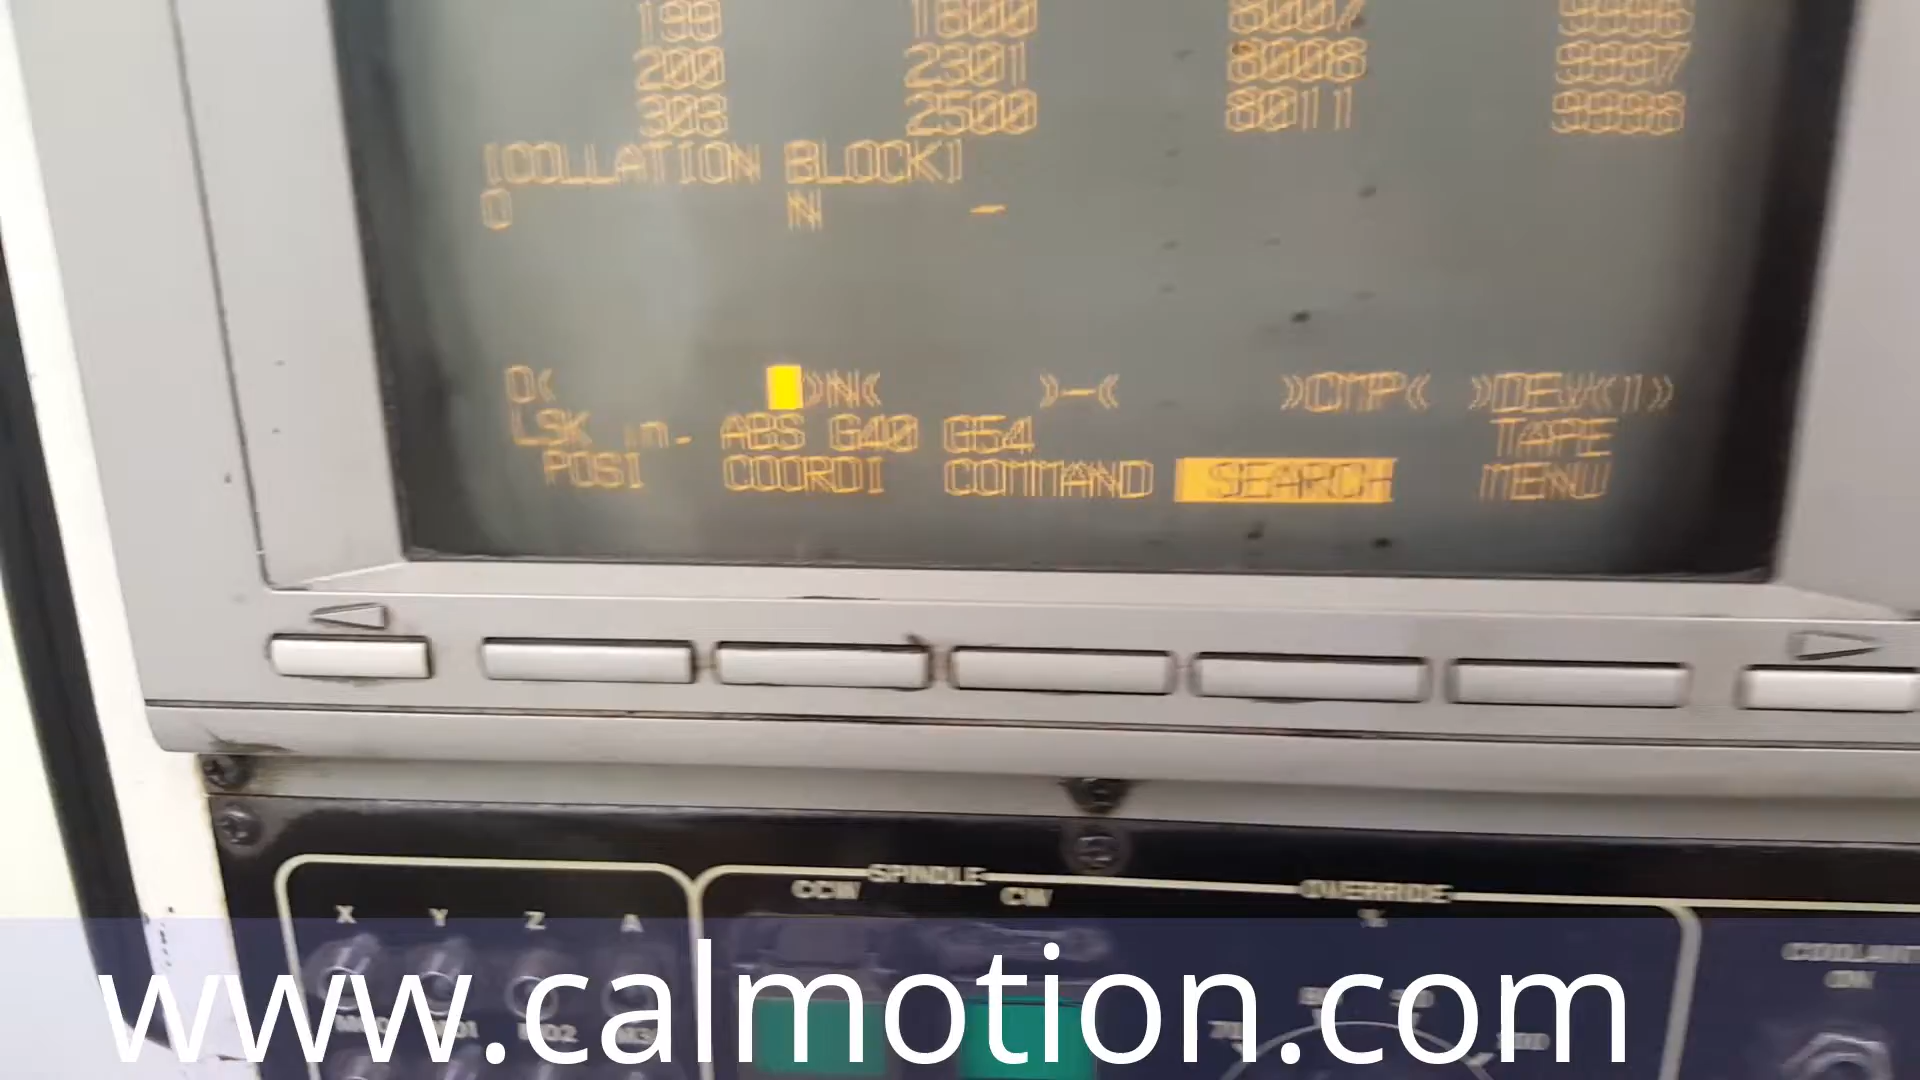 199 1800 8007 9996
200 2301 8008 9997
303 2500 8011 9998
[COLLATION BLOCK]
O N -
O( )N( )-( )CMP( )DEV.(1)
LSK in. ABS G40 G54 TAPE
POSI COORDI COMMAND SEARCH MENU
SPINDLE
CCW CW OVERRIDE
X Y Z A %
COOLANT
ON
www.calmotion.com